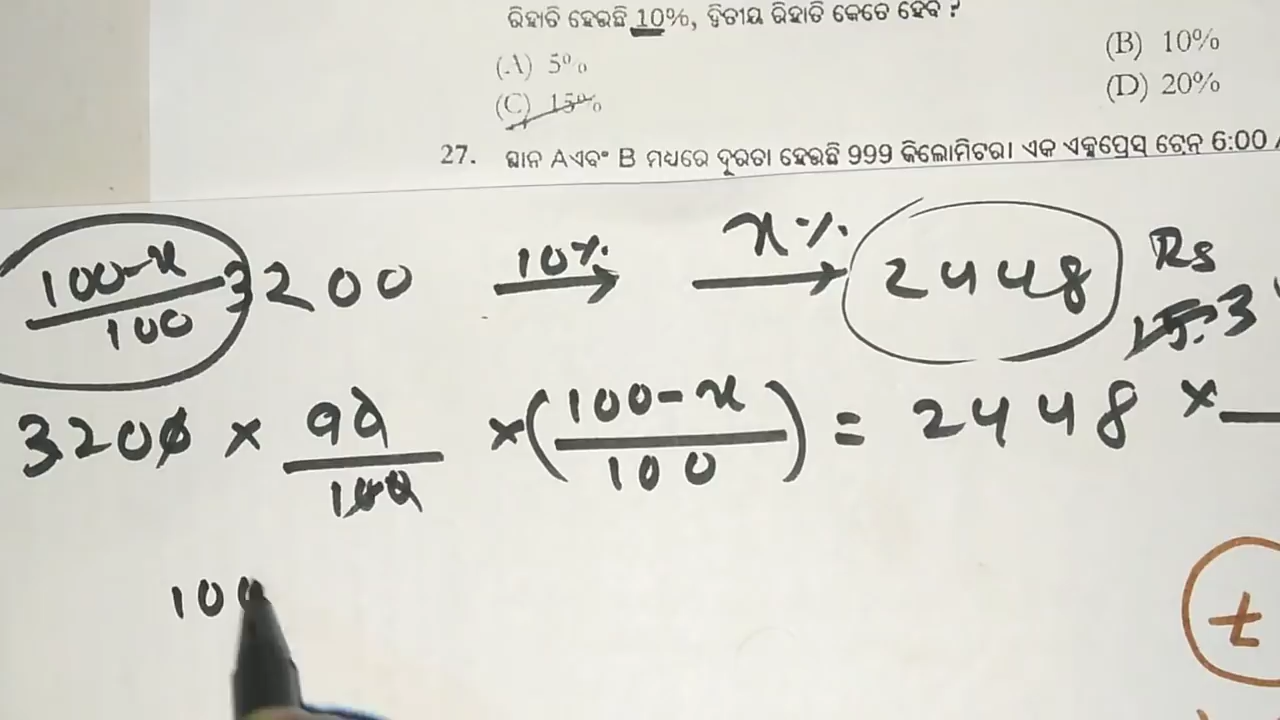 ରିହାତି ହେଉଛି 10%, ଦ୍ୱିତୀୟ ରିହାତି କେତେ ହେବ ?
(A) 5%
(B) 10%
(C) 15%
(D) 20%
27. ସ୍ଥାନ A ଏବଂ B ମଧ୍ୟରେ ଦୂରତା ହେଉଛି 999 କିଲୋମିଟର। ଏକ ଏକ୍ସପ୍ରେସ୍ ଟ୍ରେନ୍ 6:00
100-x
100
3200 10% x% 2448 Rs
3200 × 90/100 × (100-x/100) = 2448 ×
100
t